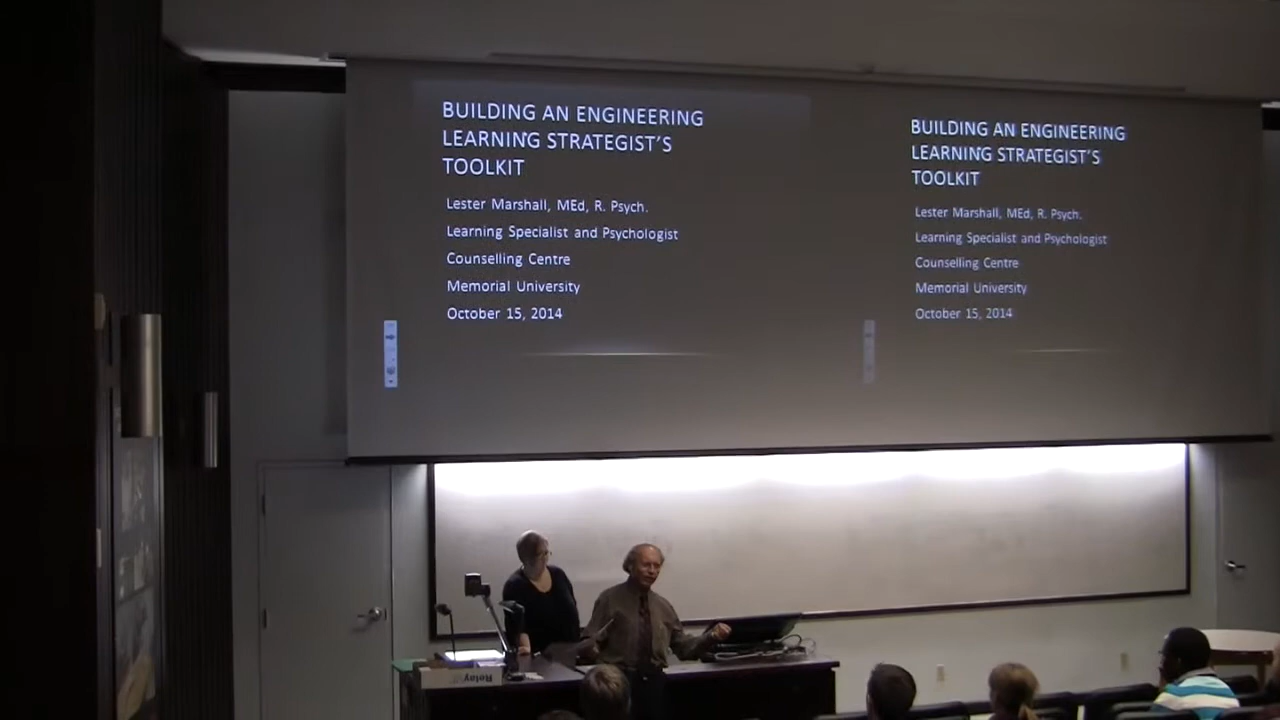 BUILDING AN ENGINEERING
LEARNING STRATEGIST'S
TOOLKIT
Lester Marshall, MEd, R. Psych.
Learning Specialist and Psychologist
Counselling Centre
Memorial University
October 15, 2014
BUILDING AN ENGINEERING
LEARNING STRATEGIST'S
TOOLKIT
Lester Marshall, MEd, R. Psych.
Learning Specialist and Psychologist
Counselling Centre
Memorial University
October 15, 2014
Relay